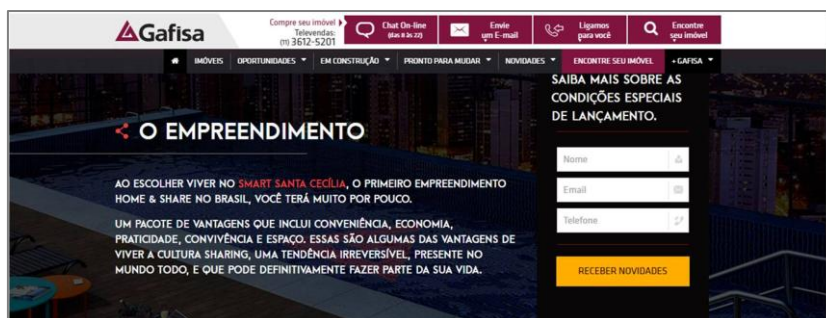 Gafisa
Compre seu imóvel
Televendas:
(11) 3612-5201
Chat On-line
(das 8 às 22)
Envie
um E-mail
Ligamos
para você
Encontre
seu imóvel
IMÓVEIS
OPORTUNIDADES
EM CONSTRUÇÃO
PRONTO PARA MUDAR
NOVIDADES
ENCONTRE SEU IMÓVEL
+ GAFISA
O EMPREENDIMENTO
AO ESCOLHER VIVER NO SMART SANTA CECÍLIA, O PRIMEIRO EMPREENDIMENTO
HOME & SHARE NO BRASIL, VOCÊ TERÁ MUITO POR POUCO.
UM PACOTE DE VANTAGENS QUE INCLUI CONVENIÊNCIA, ECONOMIA,
PRATICIDADE, CONVIVÊNCIA E ESPAÇO. ESSAS SÃO ALGUMAS DAS VANTAGENS DE
VIVER A CULTURA SHARING, UMA TENDÊNCIA IRREVERSÍVEL, PRESENTE NO
MUNDO TODO, E QUE PODE DEFINITIVAMENTE FAZER PARTE DA SUA VIDA.
SAIBA MAIS SOBRE AS
CONDIÇÕES ESPECIAIS
DE LANÇAMENTO.
Nome
Email
Telefone
RECEBER NOVIDADES